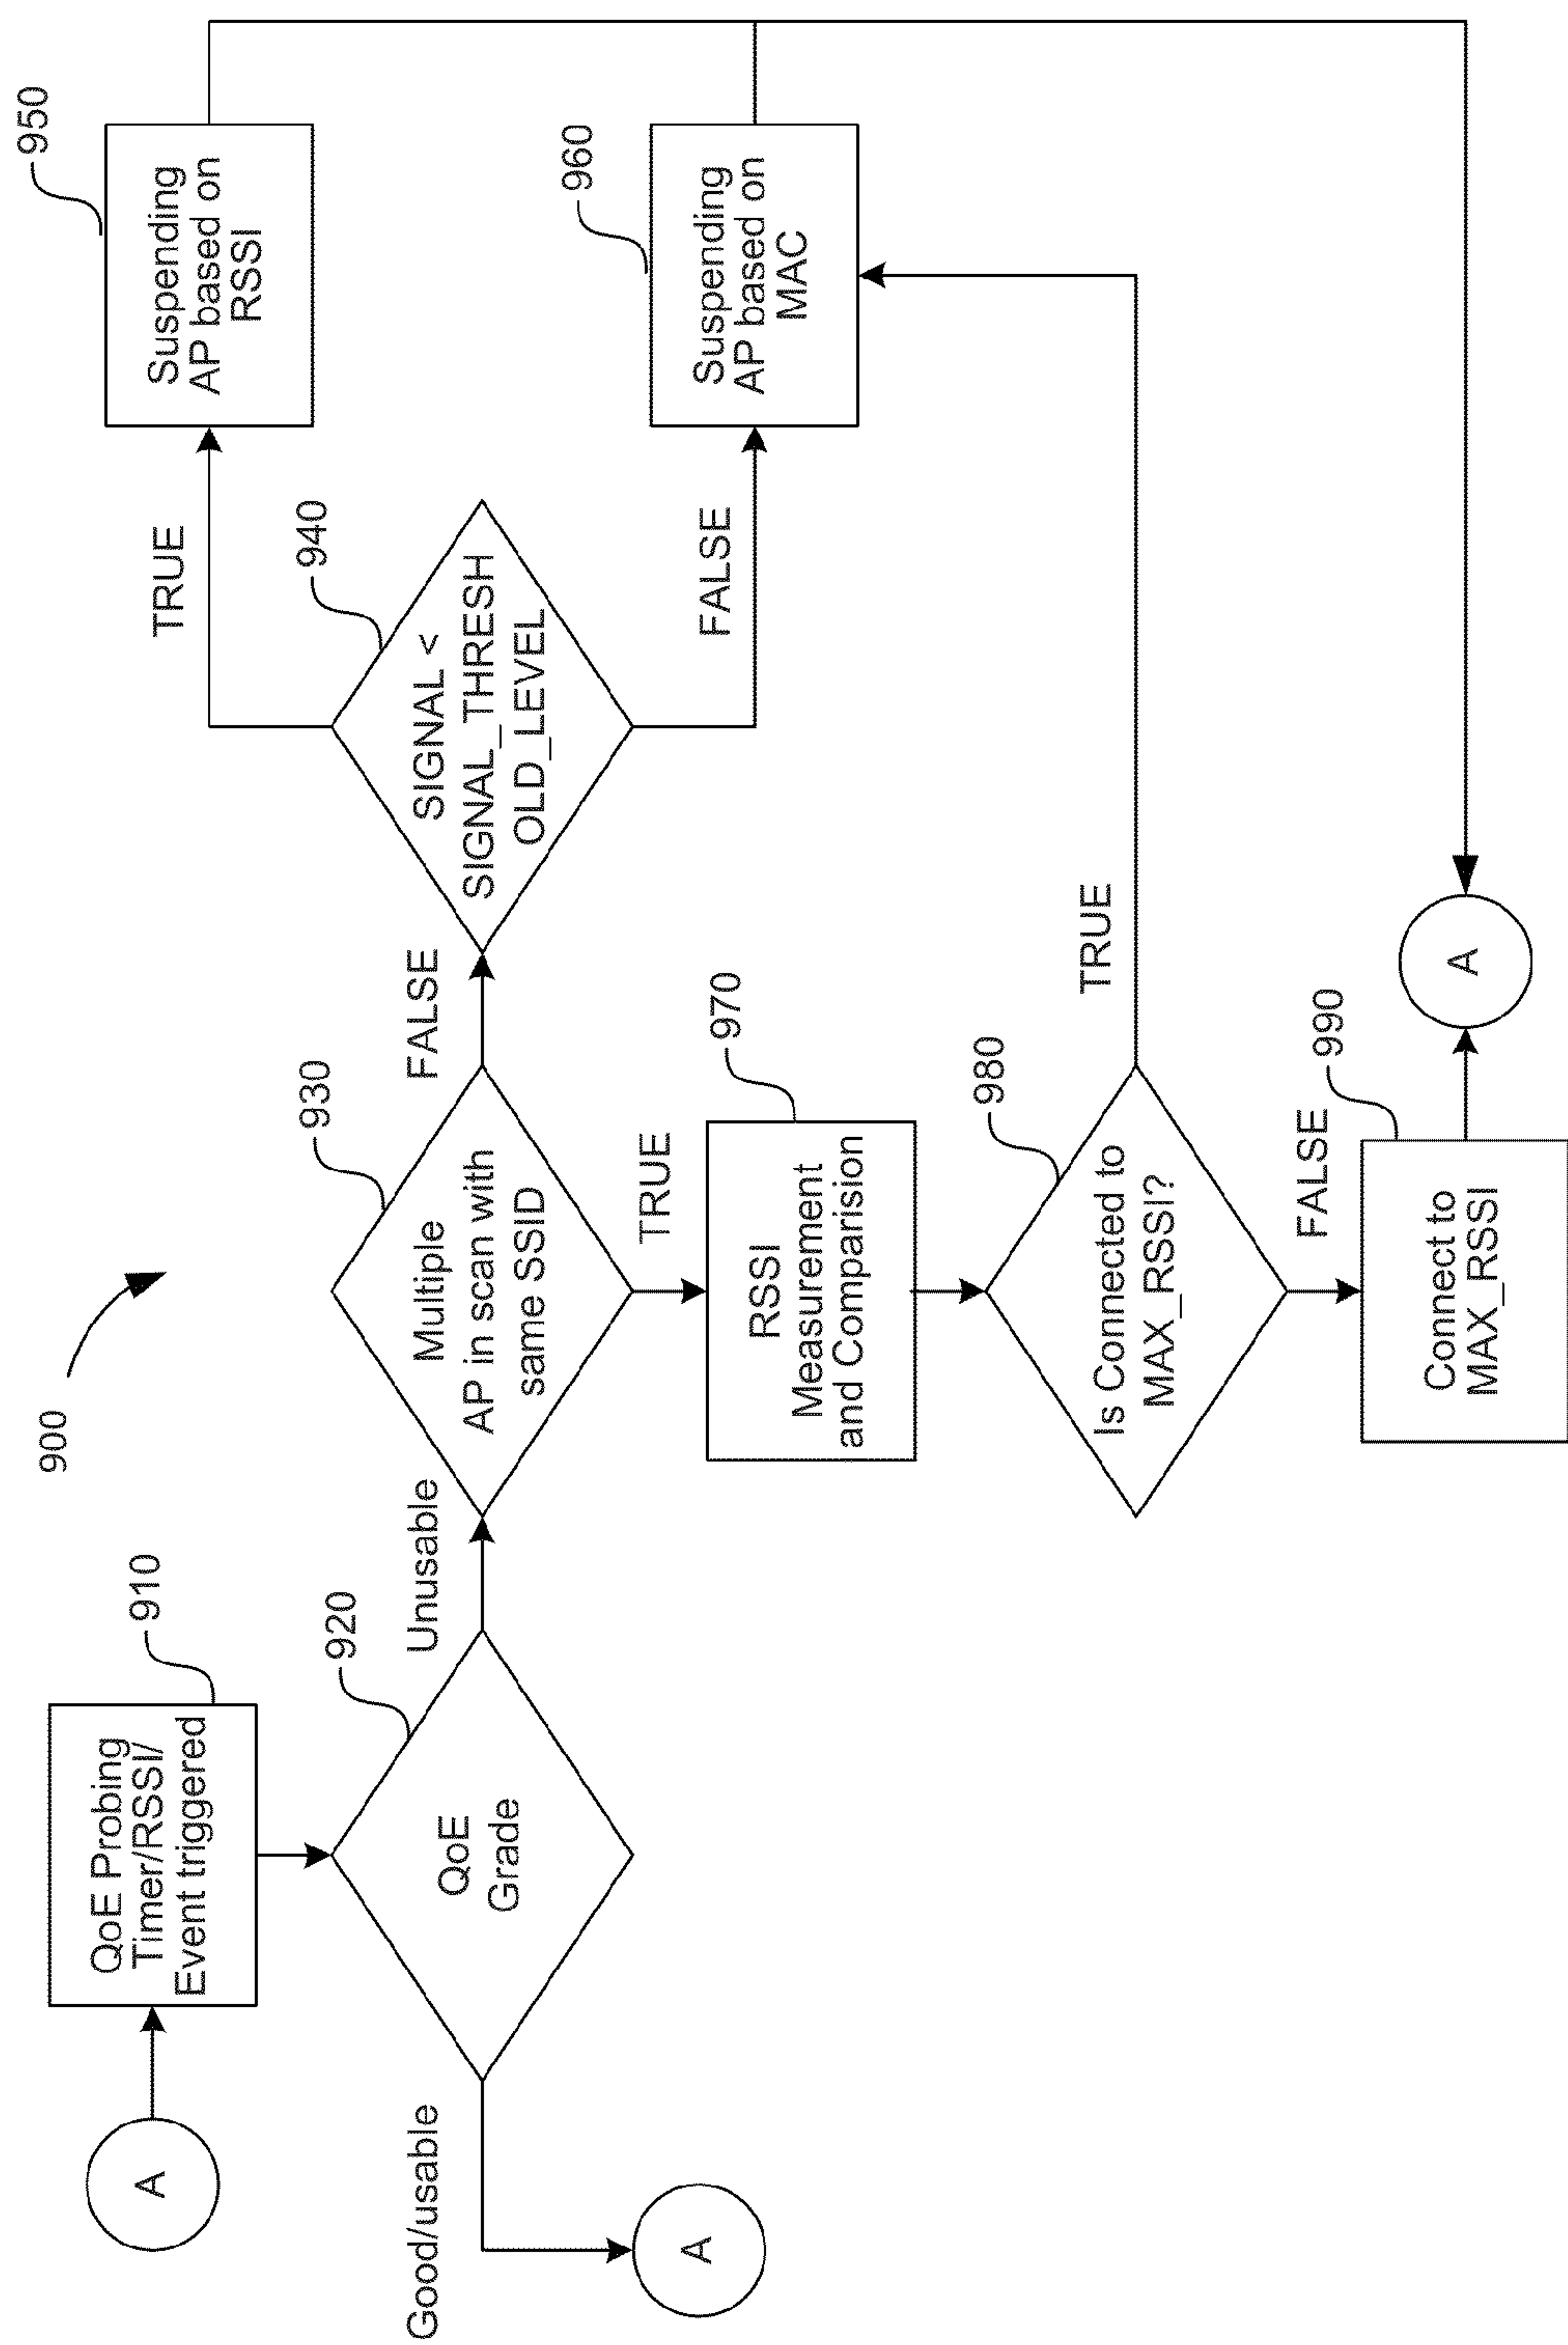 900
A
QoE Probing
Timer/RSSI/
Event triggered
910
QoE
Grade
920
Good/usable
A
Unusable
Multiple
AP in scan with
same SSID
930
FALSE
SIGNAL <
SIGNAL_THRESH
OLD_LEVEL
940
TRUE
Suspending
AP based on
RSSI
950
FALSE
Suspending
AP based on
MAC
960
TRUE
RSSI
Measurement
and Comparision
970
Is Connected to
MAX_RSSI?
980
TRUE
FALSE
Connect to
MAX_RSSI
990
A